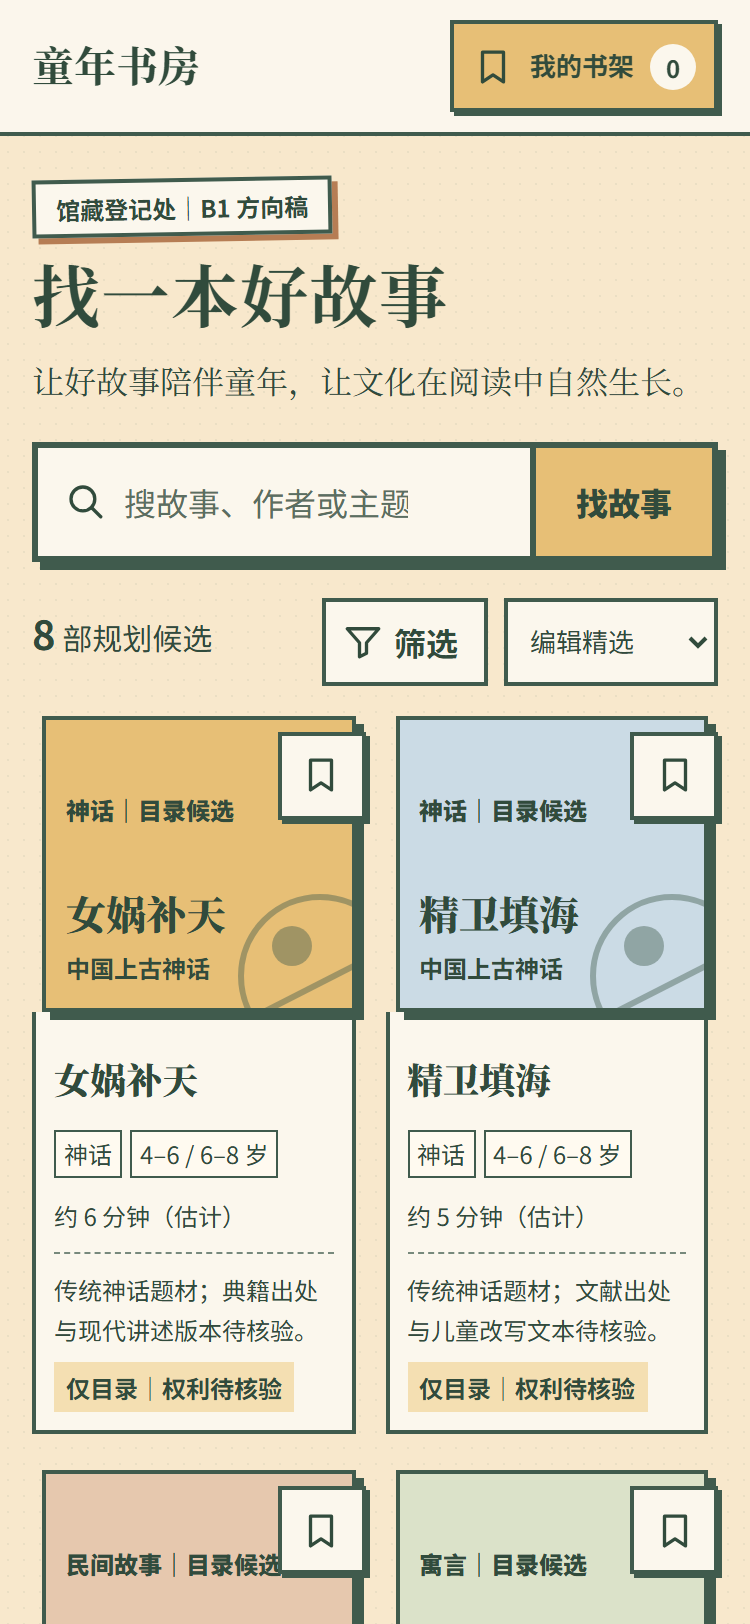 童年书房
我的书架 0
馆藏登记处｜B1 方向稿
找一本好故事
让好故事陪伴童年，让文化在阅读中自然生长。
搜故事、作者或主题
找故事
8 部规划候选
筛选
编辑精选
神话｜目录候选
女娲补天
中国上古神话
女娲补天
神话
4–6 / 6–8 岁
约 6 分钟（估计）
传统神话题材；典籍出处
与现代讲述版本待核验。
仅目录｜权利待核验
神话｜目录候选
精卫填海
中国上古神话
精卫填海
神话
4–6 / 6–8 岁
约 5 分钟（估计）
传统神话题材；文献出处
与儿童改写文本待核验。
仅目录｜权利待核验
民间故事｜目录候选
寓言｜目录候选